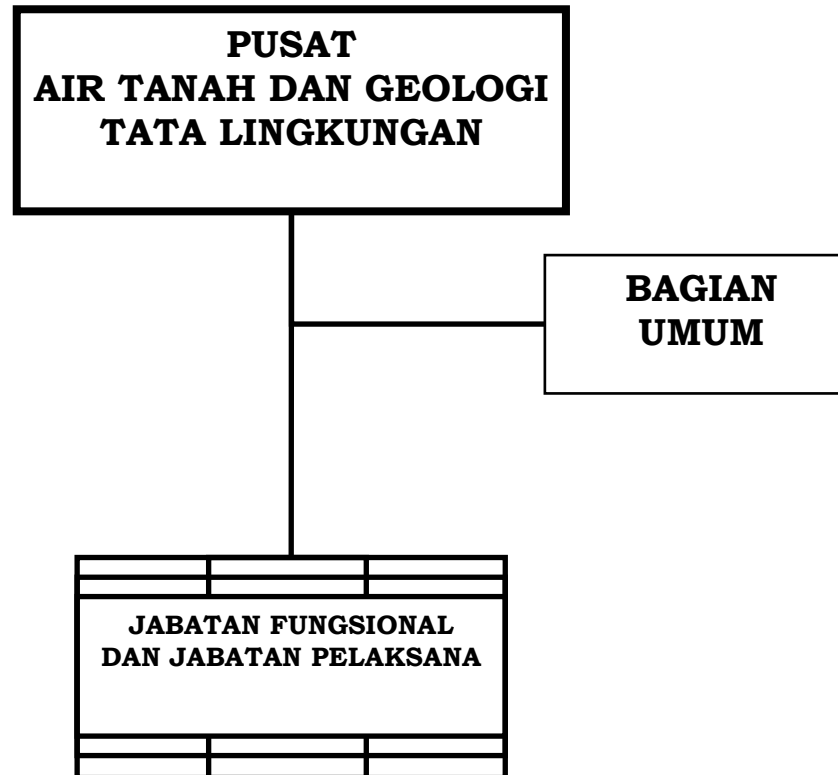 PUSAT
AIR TANAH DAN GEOLOGI
TATA LINGKUNGAN
BAGIAN
UMUM
JABATAN FUNGSIONAL
DAN JABATAN PELAKSANA